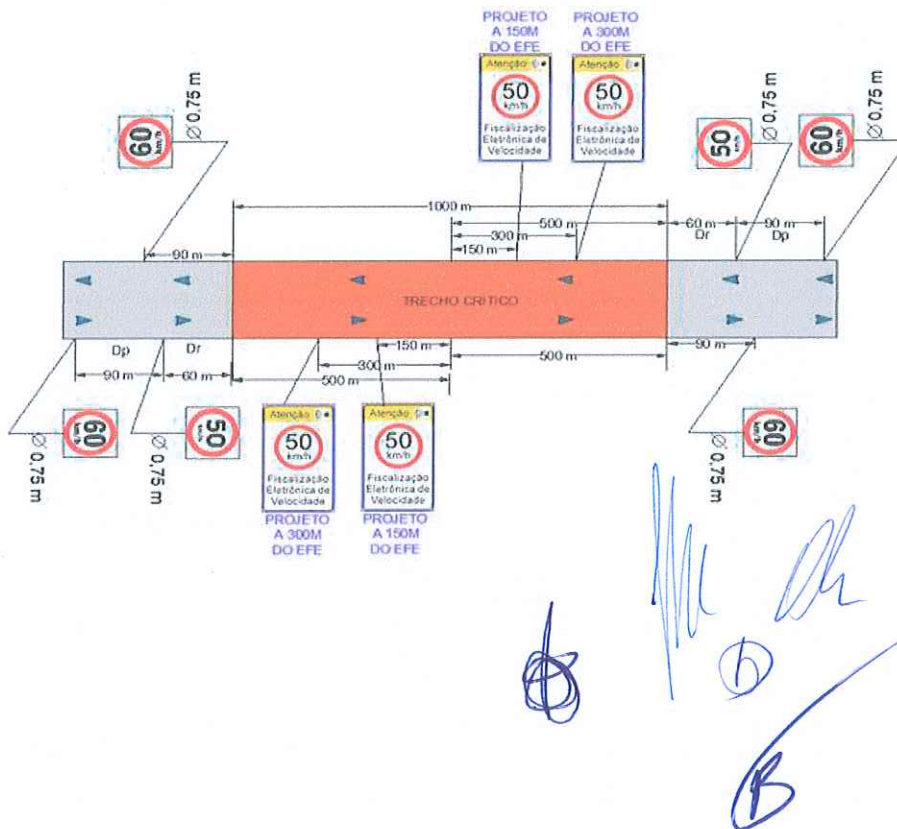 PROJETO
A 150M
DO EFE
PROJETO
A 300M
DO EFE
Atenção
50
km/h
Fiscalização
Eletrônica de
Velocidade
Atenção
50
km/h
Fiscalização
Eletrônica de
Velocidade
60
km/h
Ø 0,75 m
50
km/h
Ø 0,75 m
60
km/h
Ø 0,75 m
1000 m
500 m
60 m
90 m
Dr
Dp
300 m
150 m
90 m
TRECHO CRÍTICO
Dp
Dr
150 m
500 m
90 m
90 m
60 m
300 m
500 m
60
km/h
Ø 0,75 m
50
km/h
Ø 0,75 m
Atenção
50
km/h
Fiscalização
Eletrônica de
Velocidade
PROJETO
A 300M
DO EFE
Atenção
50
km/h
Fiscalização
Eletrônica de
Velocidade
PROJETO
A 150M
DO EFE
60
km/h
Ø 0,75 m